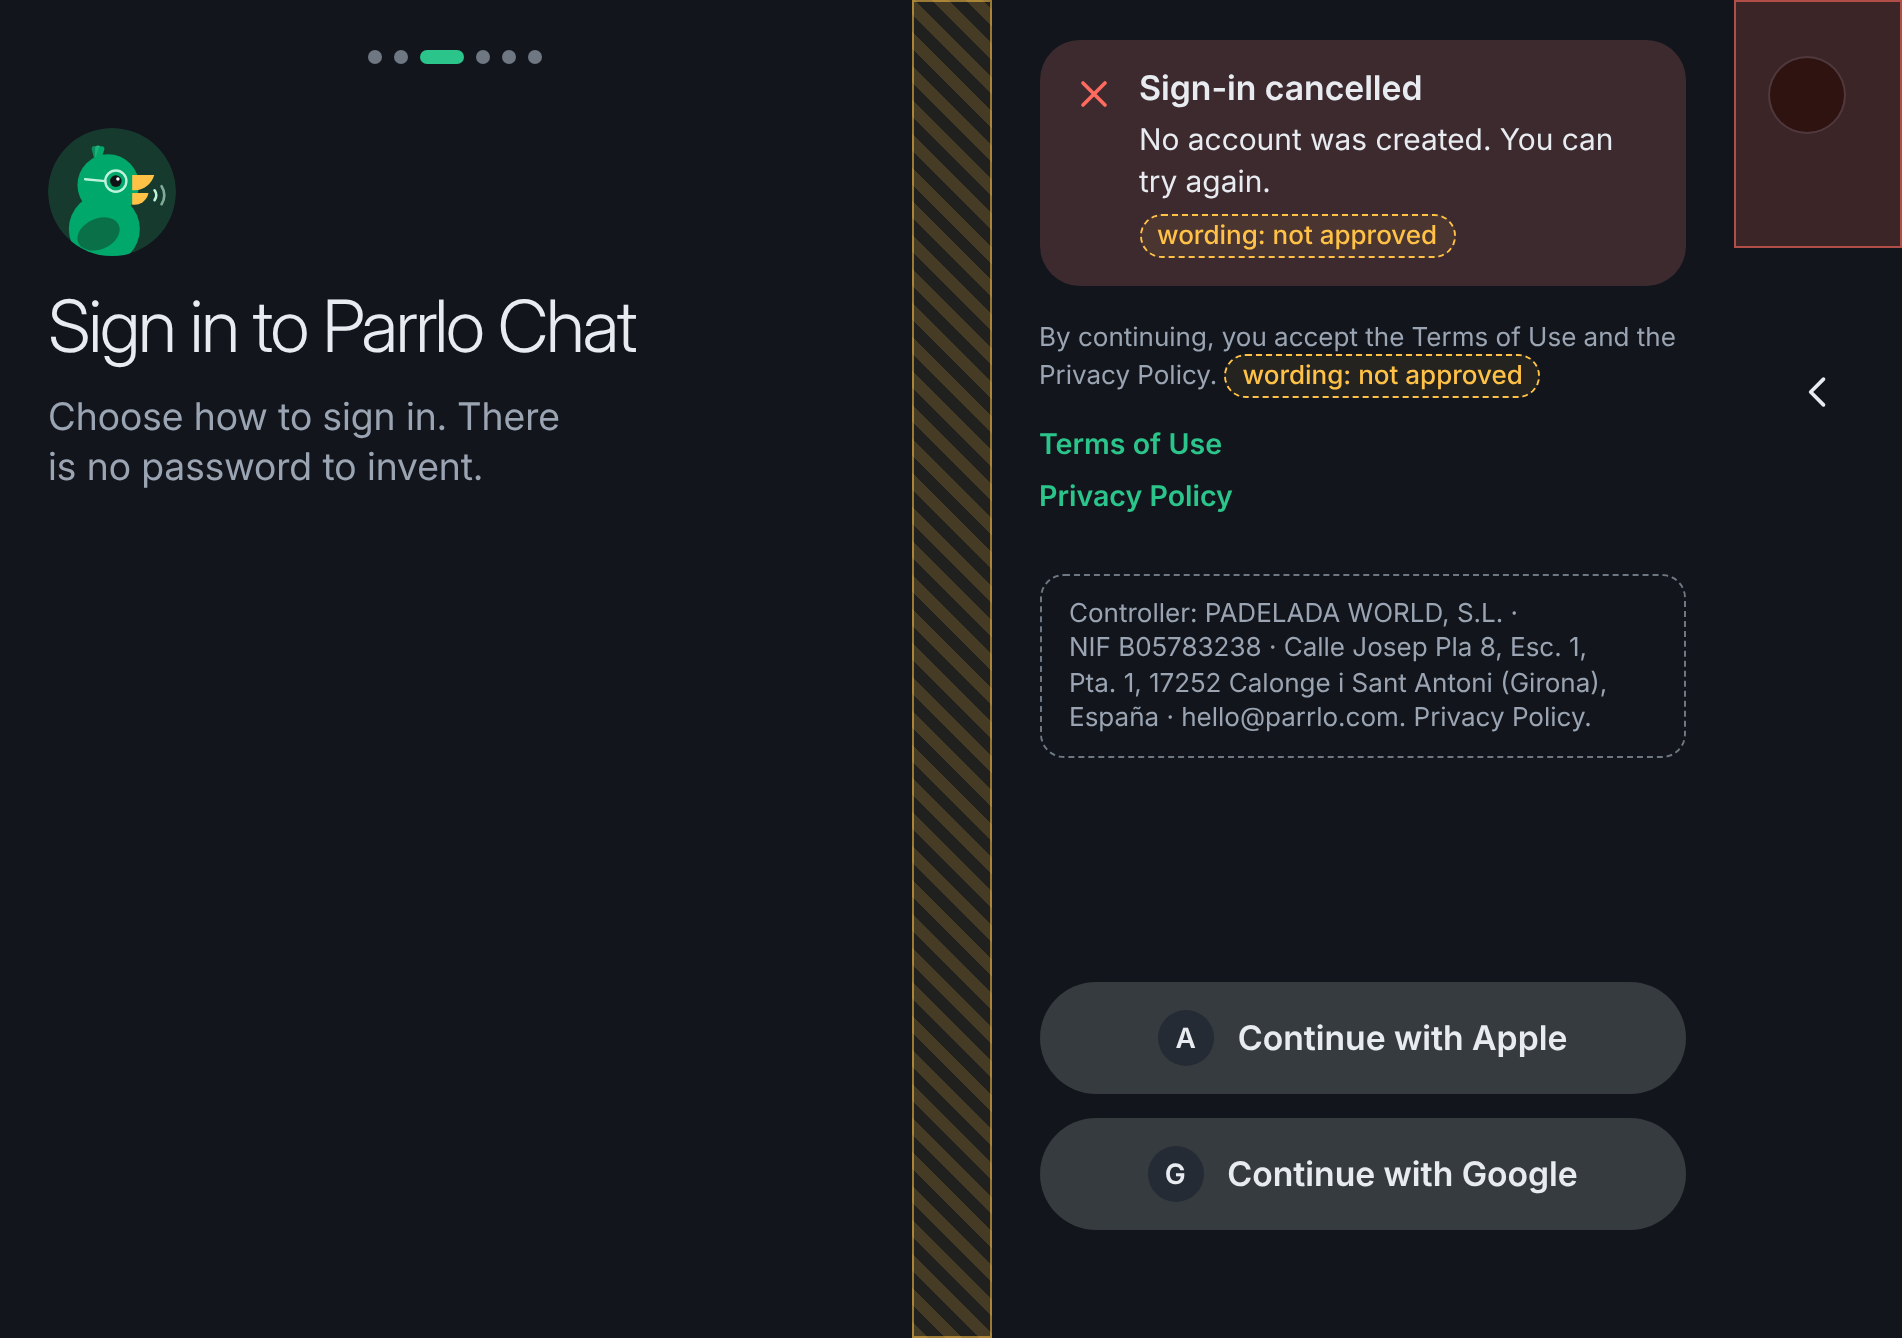 Sign in to Parrlo Chat
Choose how to sign in. There
is no password to invent.
Sign-in cancelled
No account was created. You can
try again.
wording: not approved
By continuing, you accept the Terms of Use and the
Privacy Policy. wording: not approved
Terms of Use
Privacy Policy
Controller: PADELADA WORLD, S.L. ·
NIF B05783238 · Calle Josep Pla 8, Esc. 1,
Pta. 1, 17252 Calonge i Sant Antoni (Girona),
España · hello@parrlo.com. Privacy Policy.
A Continue with Apple
G Continue with Google